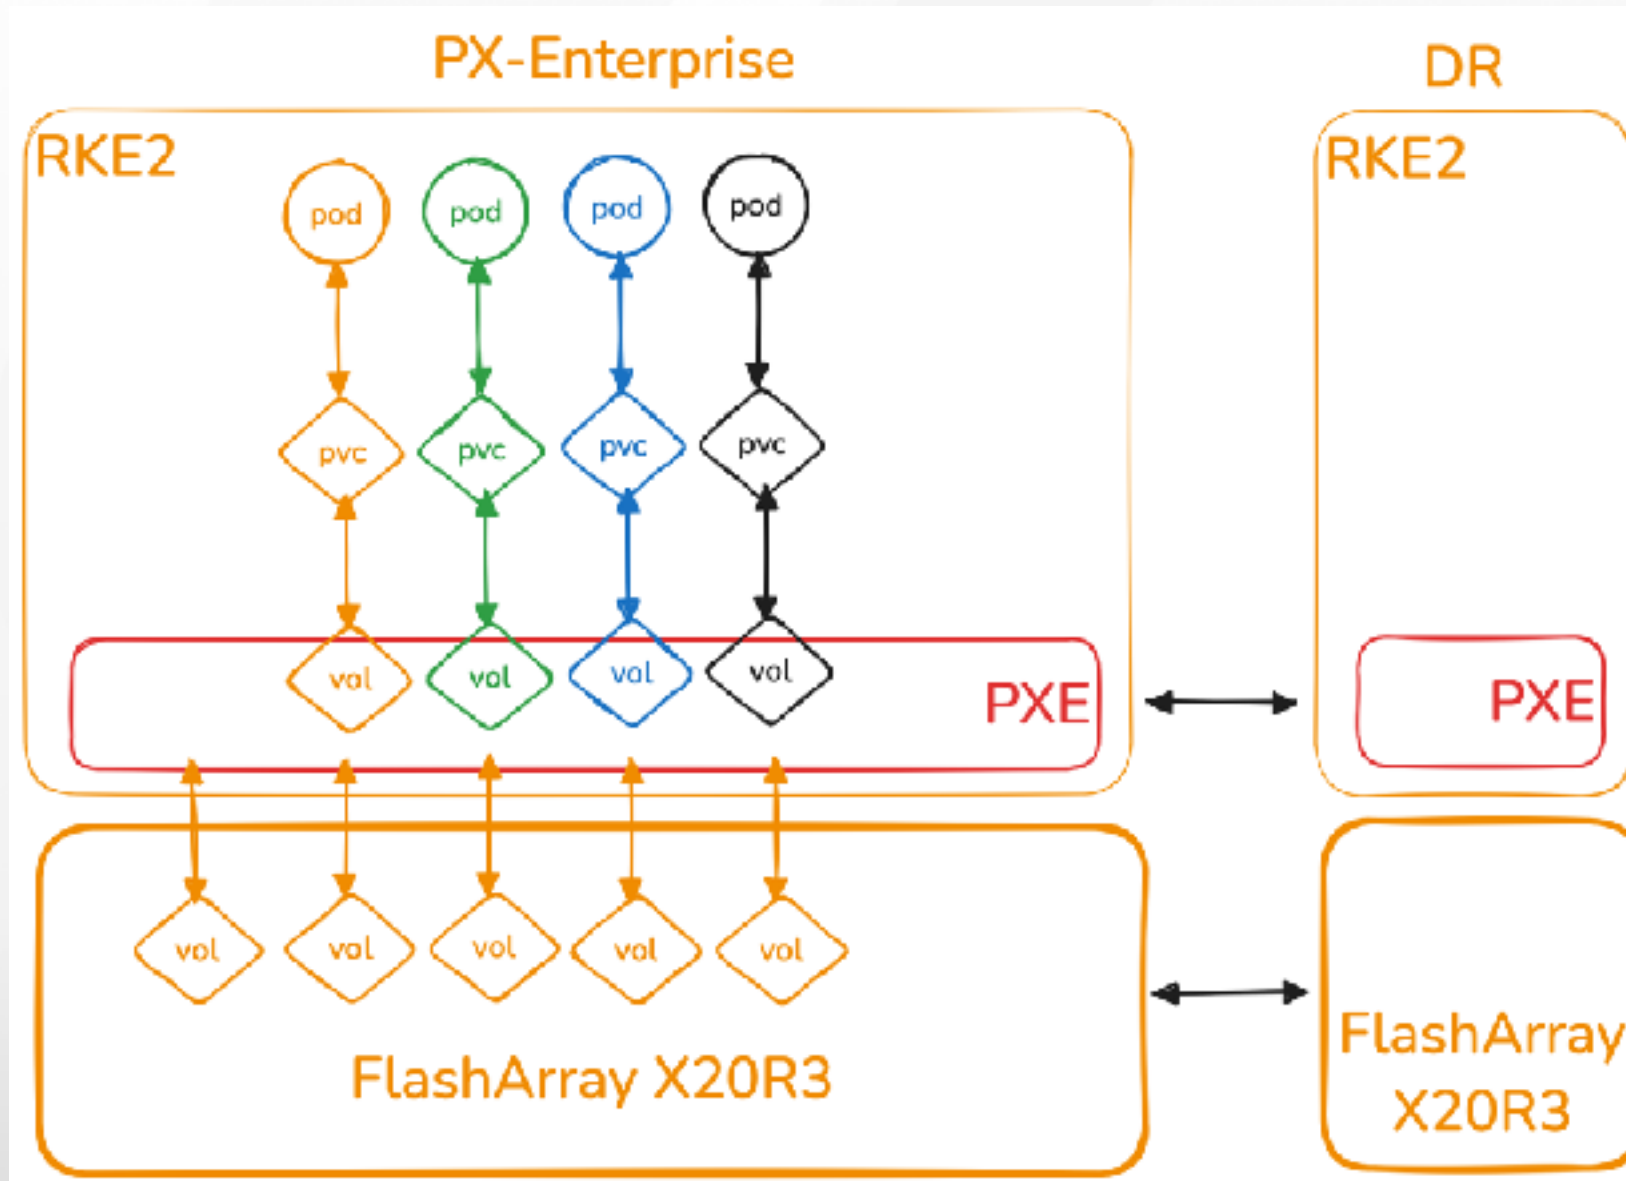 PX-Enterprise
DR
RKE2
RKE2
pod
pod
pod
pod
pvc
pvc
pvc
pvc
vol
vol
vol
vol
PXE
PXE
vol
vol
vol
vol
vol
FlashArray X20R3
FlashArray
X20R3